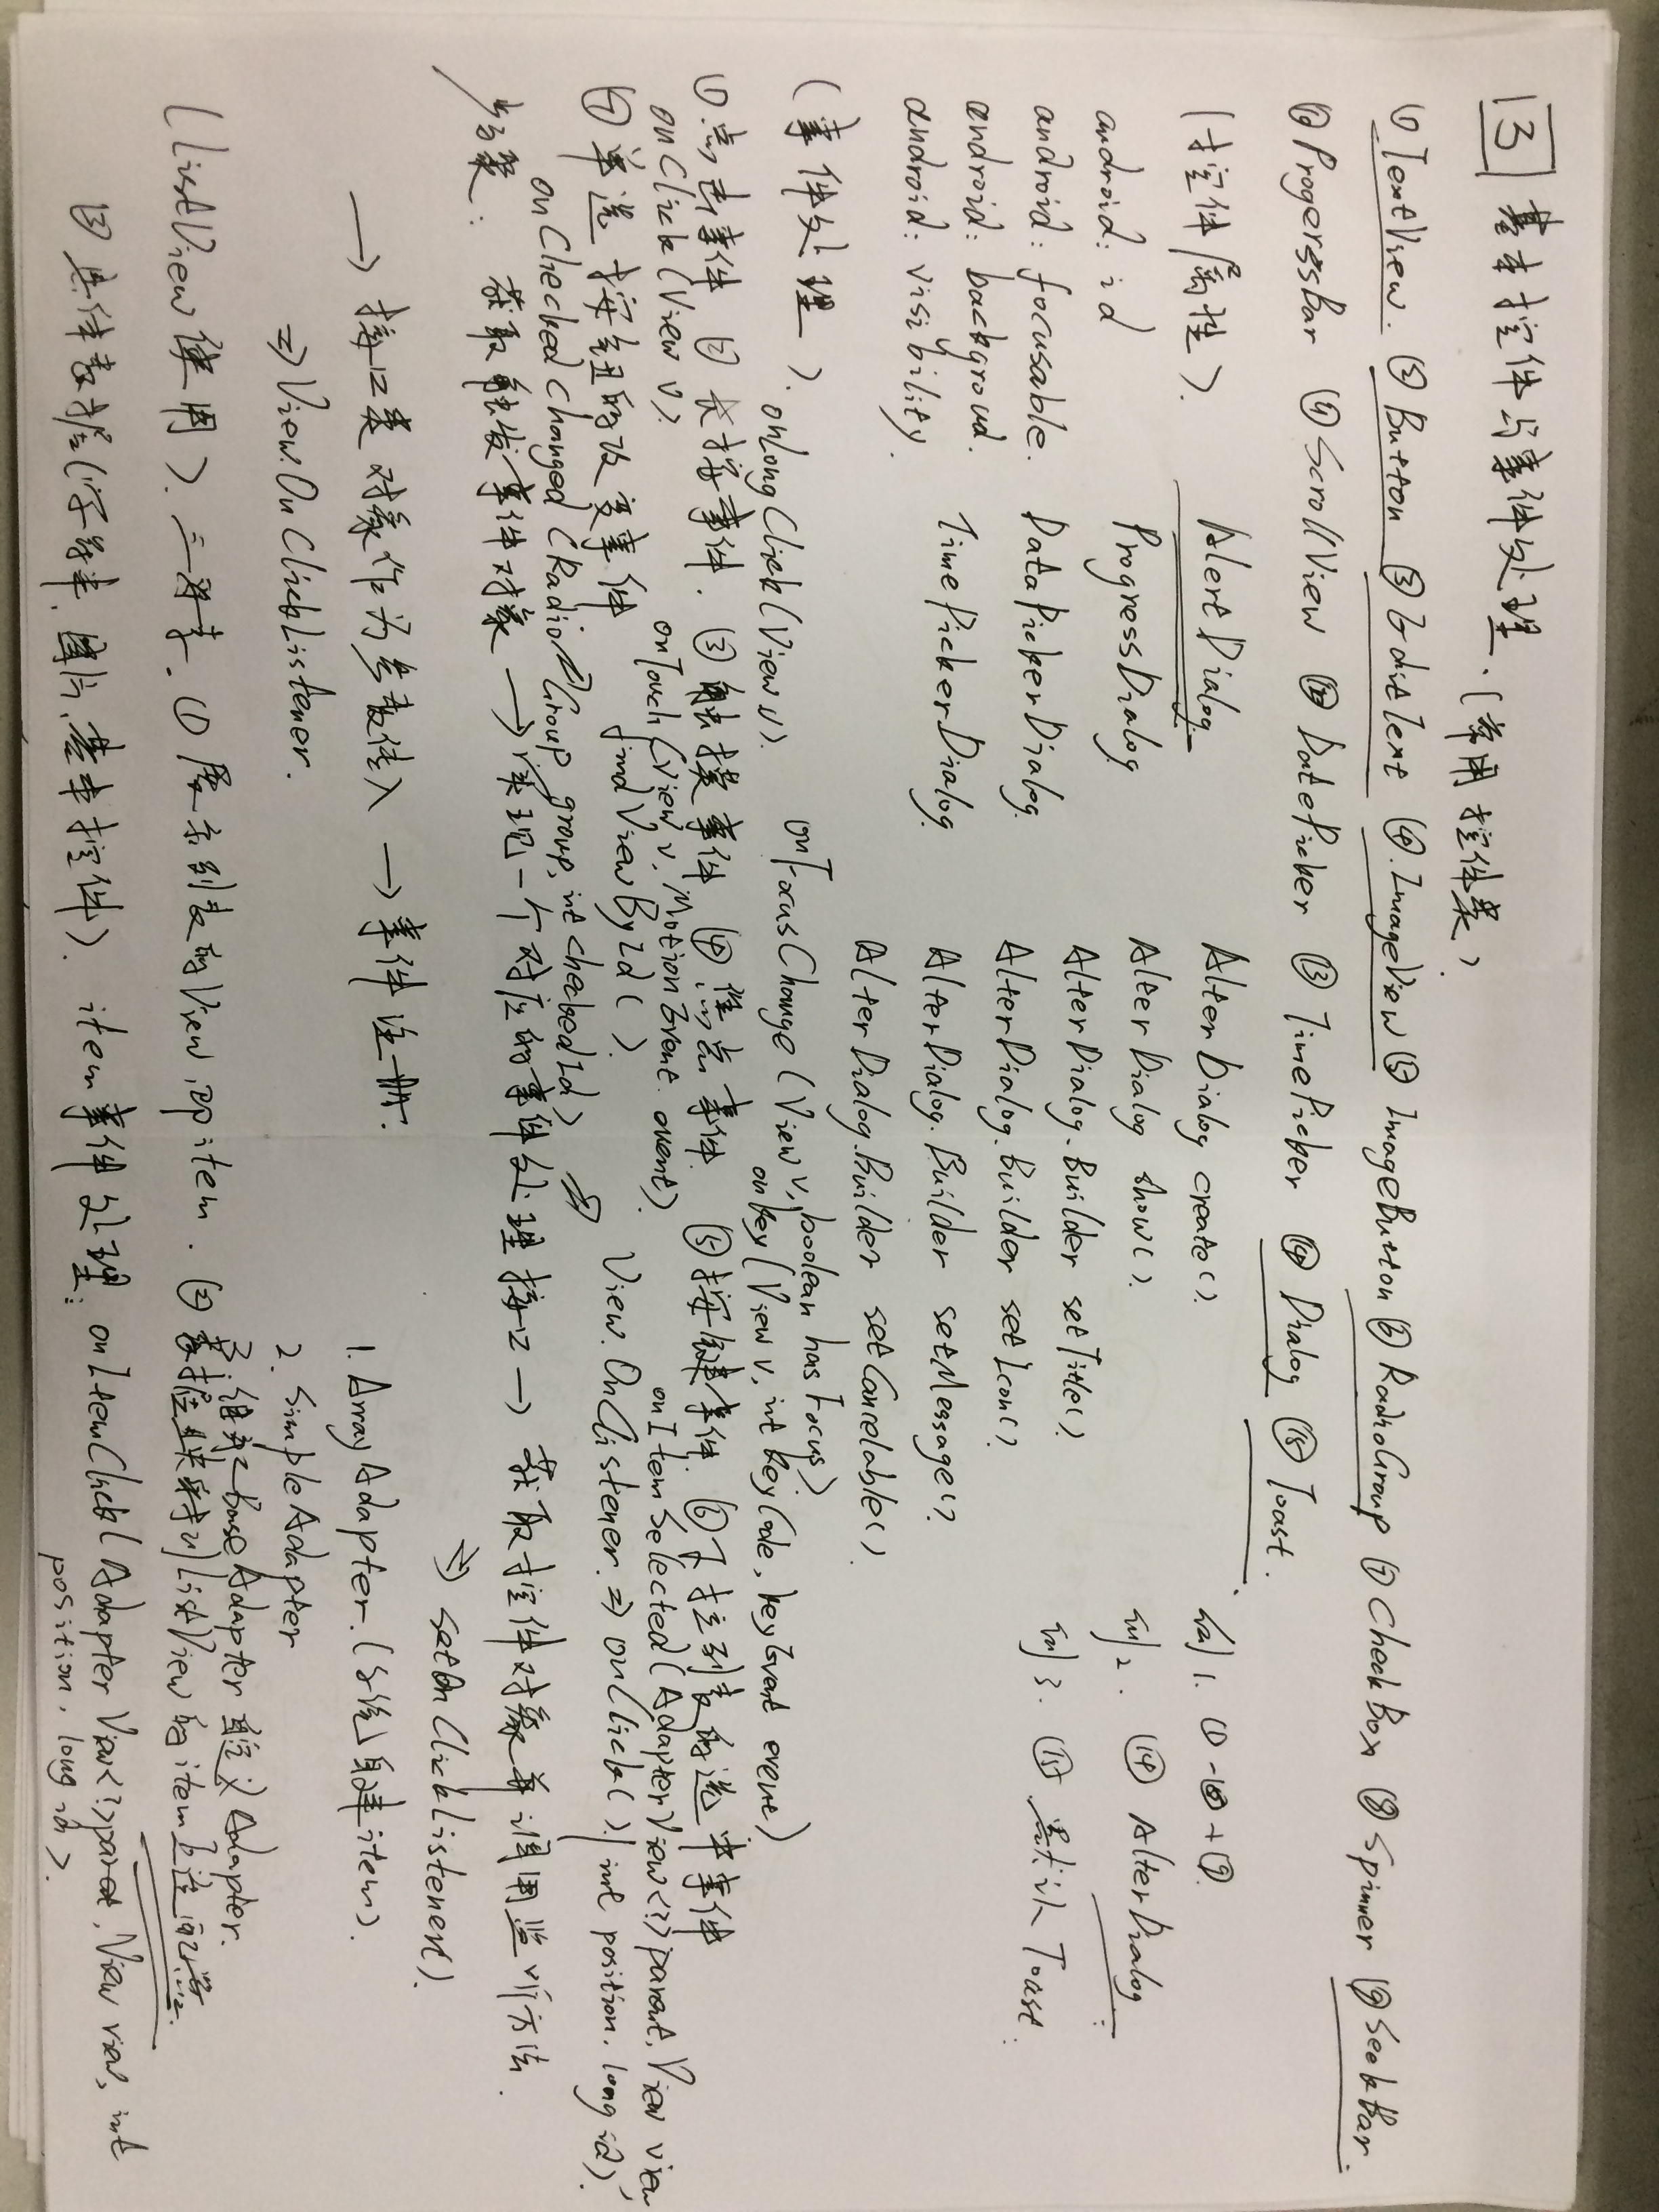 3 基本控件与事件处理.(常用控件类).
① TextView. ② Button ③ EditText ④.ImageView ⑤ ImageButton ⑥ RadioGroup ⑦ CheckBox ⑧ Spinner ⑨ SeekBar.
⑩ ProgerssBar ⑪ ScrollView ⑫ DatePicker ⑬ TimePicker ⑭ Dialog ⑮ Toast.
(控件属性).
android: id
android: focusable.
android: backgroud.
android: visibility.
AlertDialog.
ProgressDialog
DataPickerDialog.
TimePickerDialog.
AlterDialog create().
AlterDialog show().
AlterDialog.Builder setTitle().
AlterDialog.Builder setIcon().
AlterDialog.Builder setMessage().
AlterDialog.Builder setCancelable().
例1. ①-⑥+⑨.
例2. ⑭ AlterDialog.
例3. ⑮ 默认Toast.
(事件处理).
onLongClick(View v).
onFocusChange(View v, boolean hasFocus).
onKey(View v, int keyCode, keyEvent event).
① 点击事件 ② 长按事件. ③ 触摸事件 ④ 焦点事件. ⑤ 按键事件. ⑥ 下拉列表的选中事件
onClick(View v).
onTouch(View v, MotionEvent event).
onItemSelected(AdapterView<?>parent, View view,
int position, long id).
⑦ 单选按钮的改变事件.
findViewById().
View.OnClistener. ⇒ onClick().
onCheckedChanged(RadioGroup group, int checkedId)
步骤: 获取触发事件对象 → 实现一个对应的事件处理接口 → 获取控件对象并调用监听方法.
⇒ setOnClickListener().
→ 接口类对象作为参数传入 → 事件注册.
⇒ View.OnClickListener.
1. ArrayAdapter.(系统自建item).
2. SimpleAdapter
3. 继承 BaseAdapter 自定义Adapter.
(ListView使用). 三要素. ① 展示列表的View,即item. ② 数据映射到ListView的item上适配器.
③ 具体数据(字符串, 图片, 基本控件). item事件处理: onItemClick(AdapterView<?>parent, View view, int
position, long id).